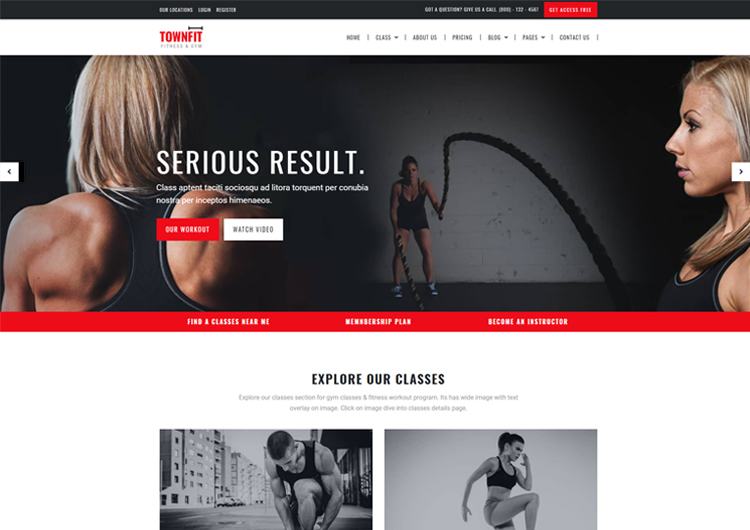 OUR LOCATIONS LOGIN REGISTER
GOT A QUESTION? GIVE US A CALL (000) - 132 - 4567 GET ACCESS FREE
TOWNFIT
FITNESS & GYM
HOME CLASS ABOUT US PRICING BLOG PAGES CONTACT US
SERIOUS RESULT.
Class aptent taciti sociosqu ad litora torquent per conubia
nostra per inceptos himenaeos.
OUR WORKOUT WATCH VIDEO
FIND A CLASSES NEAR ME MEMNBERSHIP PLAN BECOME AN INSTRUCTOR
EXPLORE OUR CLASSES
Explore our classes section for gym classes & fitness workout program. Its has wide image with text
overlay on image. Click on image dive into classes details page.